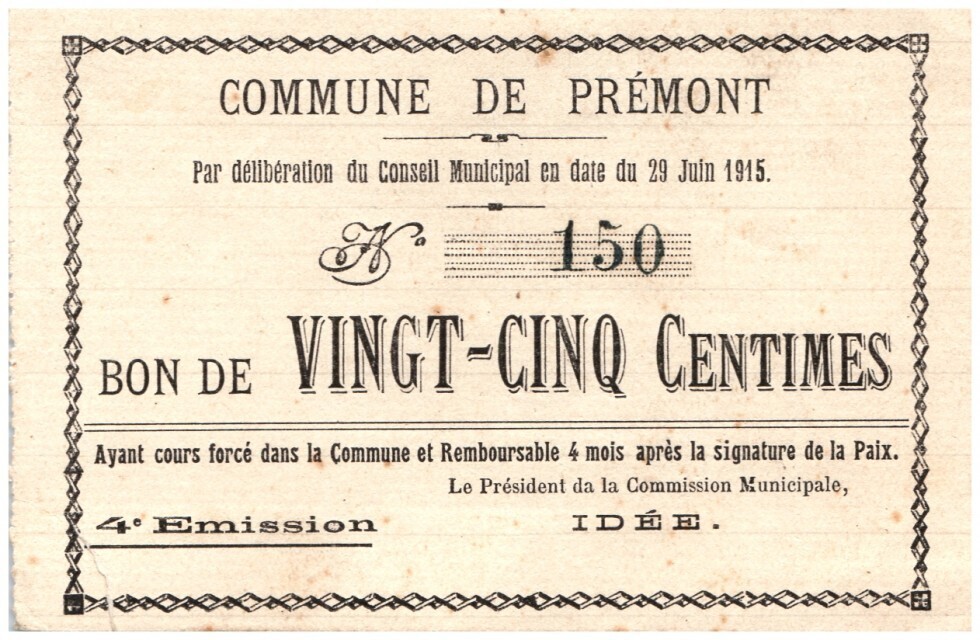 COMMUNE DE PRÉMONT
Par délibération du Conseil Municipal en date du 29 Juin 1915.
Nº 150
BON DE VINGT-CINQ CENTIMES
Ayant cours forcé dans la Commune et Remboursable 4 mois après la signature de la Paix.
Le Président da la Commission Municipale,
4e Emission IDÉE.